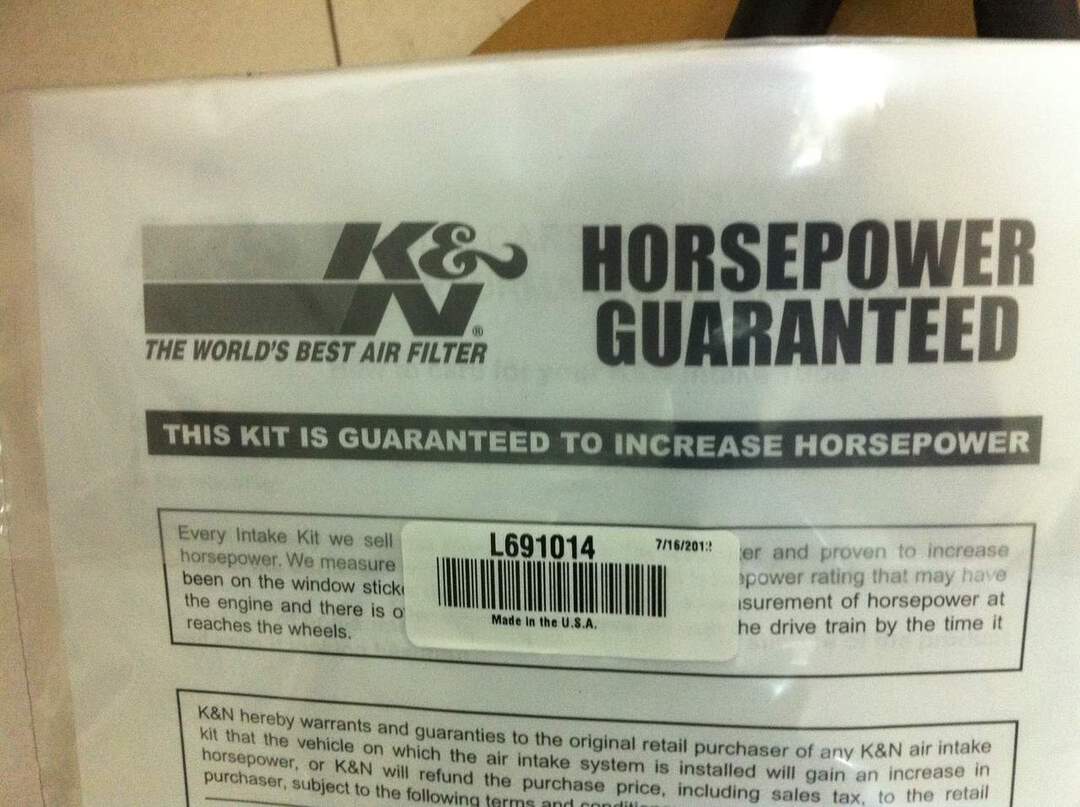 K&N®
THE WORLD'S BEST AIR FILTER
HORSEPOWER
GUARANTEED
THIS KIT IS GUARANTEED TO INCREASE HORSEPOWER
Every Intake Kit we sell er and proven to increase
horsepower. We measure power rating that may have
been on the window stick surement of horsepower at
the engine and there is o he drive train by the time it
reaches the wheels.
L691014 7/16/201
Made in the U.S.A.
K&N hereby warrants and guaranties to the original retail purchaser of any K&N air intake
kit that the vehicle on which the air intake system is installed will gain an increase in
horsepower, or K&N will refund the purchase price, including sales tax, to the retail
purchaser, subject to the following terms and